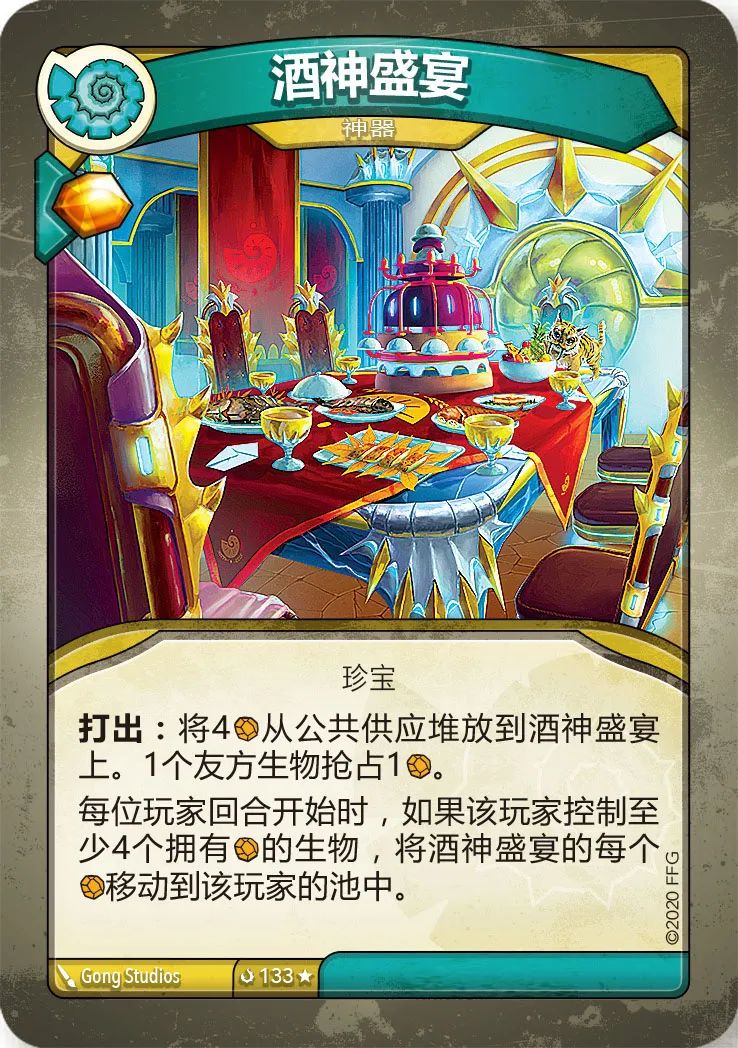 酒神盛宴
神器
珍宝
打出：将4从公共供应堆放到酒神盛宴
上。1个友方生物抢占1。
每位玩家回合开始时，如果该玩家控制至
少4个拥有的生物，将酒神盛宴的每个
移动到该玩家的池中。
©2020 FFG
Gong Studios
133